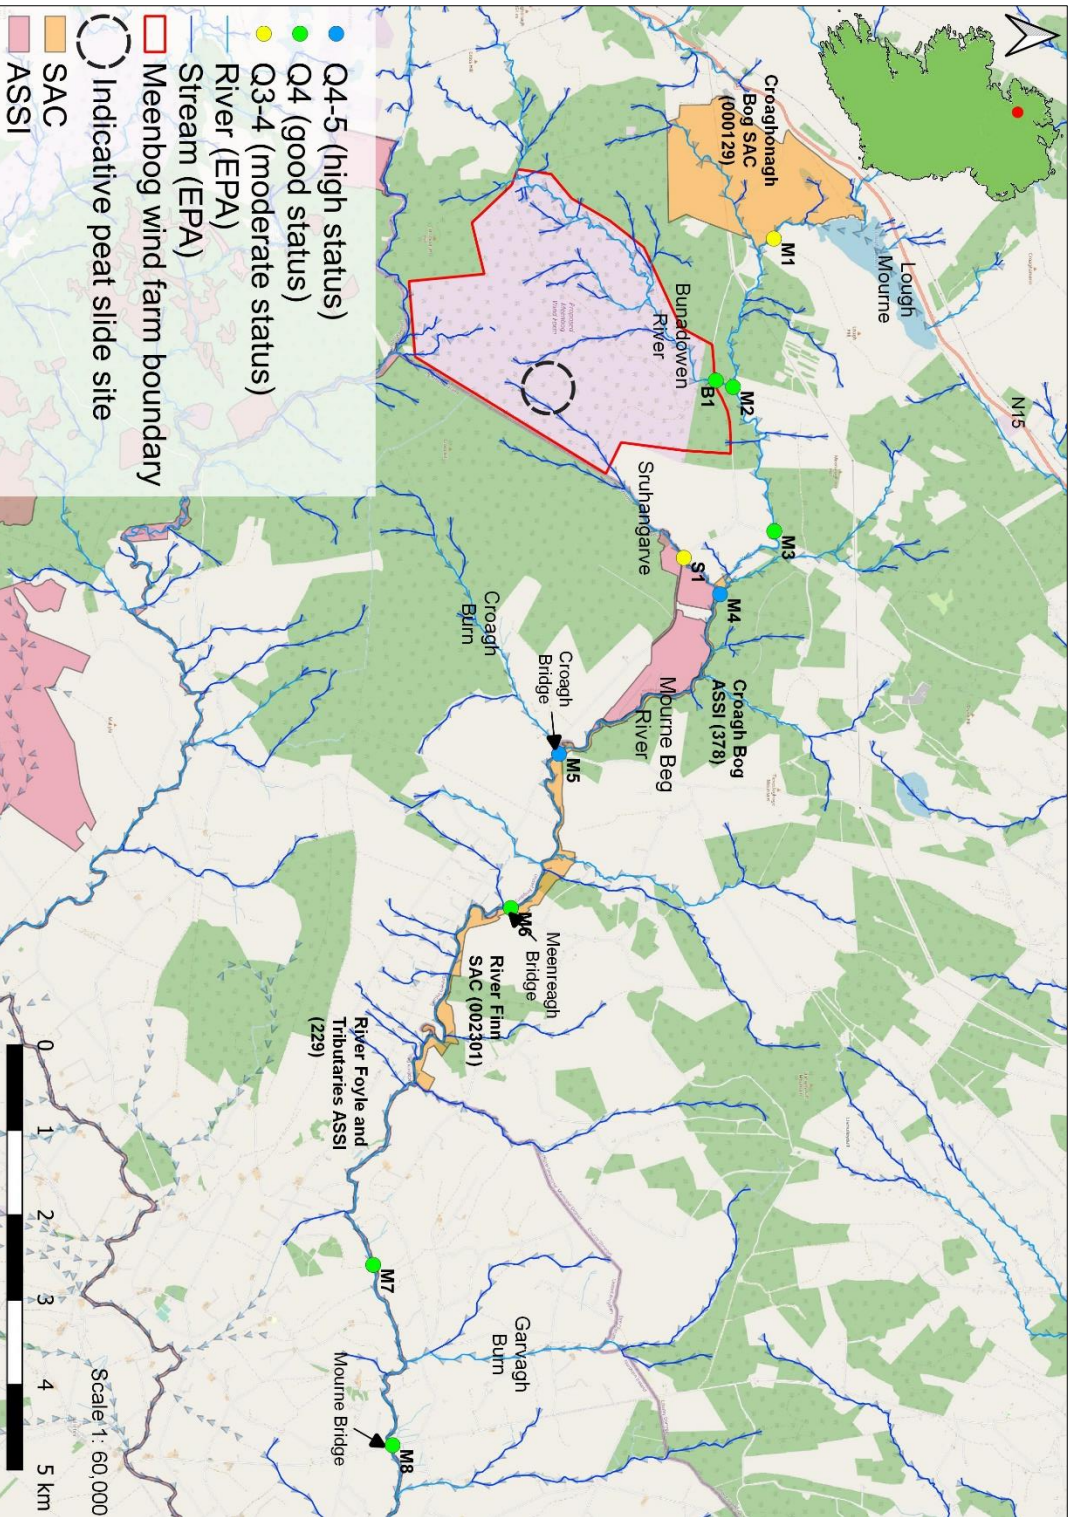 N15
Lough
Mourne
Croaghonagh
Bog SAC
(000129)
M1
M2
B1
M3
M4
S1
Bunadowen
River
Sruhangarve
Croagh Bog
ASSI (378)
Mourne Beg
River
Croagh
Bridge
M5
Croagh
Burn
M6
Meenreagh
Bridge
River Finn
SAC (002301)
River Foyle and
Tributaries ASSI
(229)
M7
Garvagh
Burn
Mourne Bridge
M8
Q4-5 (high status)
Q4 (good status)
Q3-4 (moderate status)
River (EPA)
Stream (EPA)
Meenbog wind farm boundary
Indicative peat slide site
SAC
ASSI
Scale 1: 60,000
0 1 2 3 4 5 km